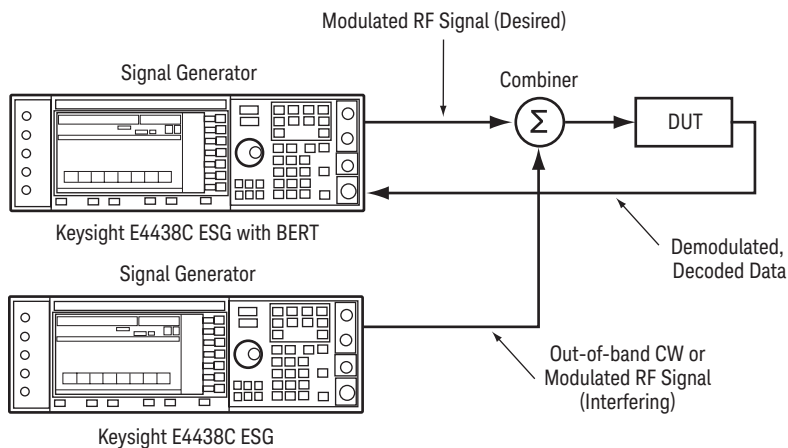 Modulated RF Signal (Desired)
Signal Generator
Combiner
Σ
DUT
Keysight E4438C ESG with BERT
Demodulated,
Decoded Data
Signal Generator
Out-of-band CW or
Modulated RF Signal
(Interfering)
Keysight E4438C ESG